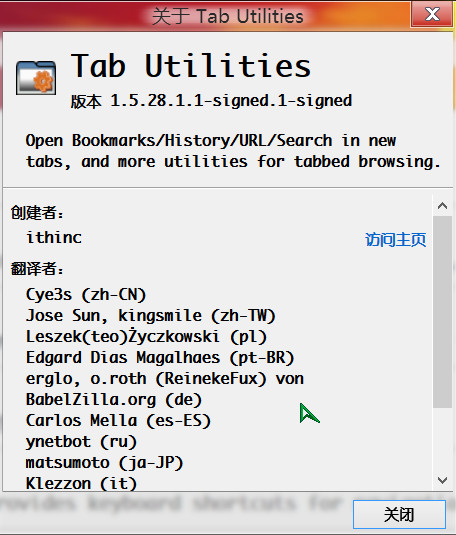 关于 Tab Utilities
Tab Utilities
版本 1.5.28.1.1-signed.1-signed
Open Bookmarks/History/URL/Search in new
tabs, and more utilities for tabbed browsing.
创建者：
ithinc
访问主页
翻译者：
Cye3s (zh-CN)
Jose Sun, kingsmile (zh-TW)
Leszek(teo)Życzkowski (pl)
Edgard Dias Magalhaes (pt-BR)
erglo, o.roth (ReinekeFux) von
BabelZilla.org (de)
Carlos Mella (es-ES)
ynetbot (ru)
matsumoto (ja-JP)
Klezzon (it)
rovides keyboard shortcuts for
关闭